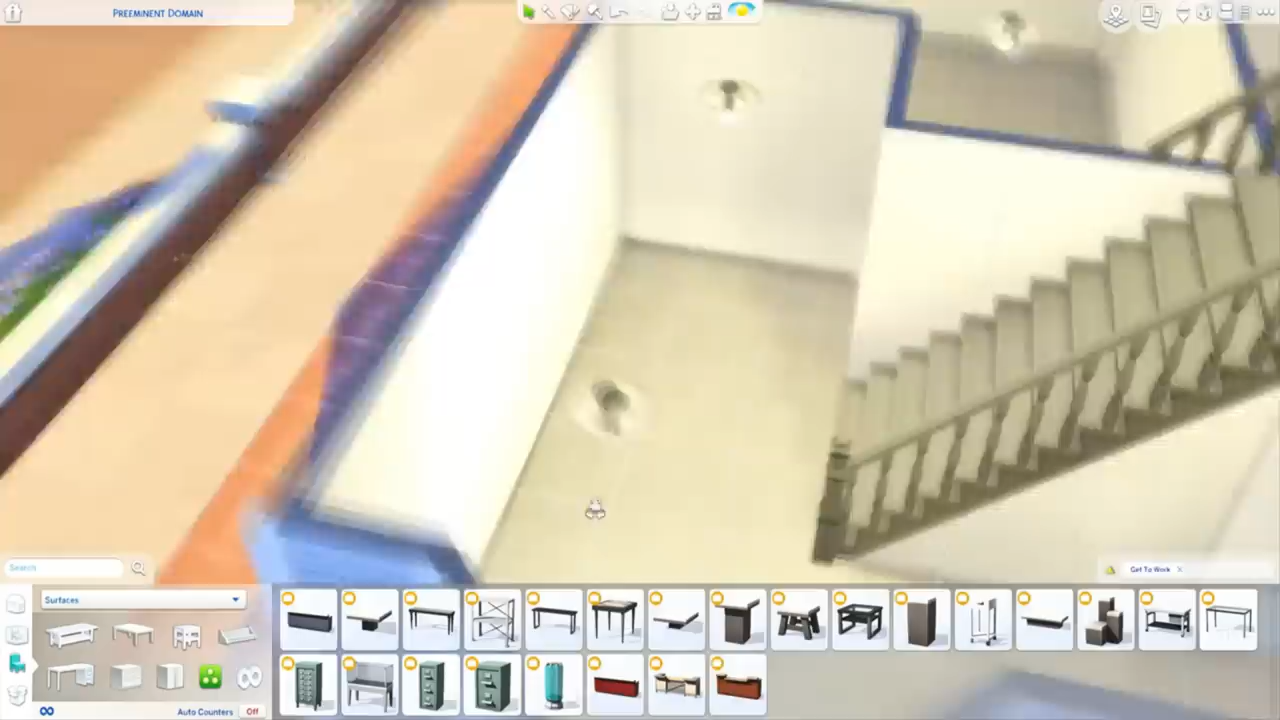 PREEMINENT DOMAIN
Search
Get To Work
Surfaces
Auto Counters
Off